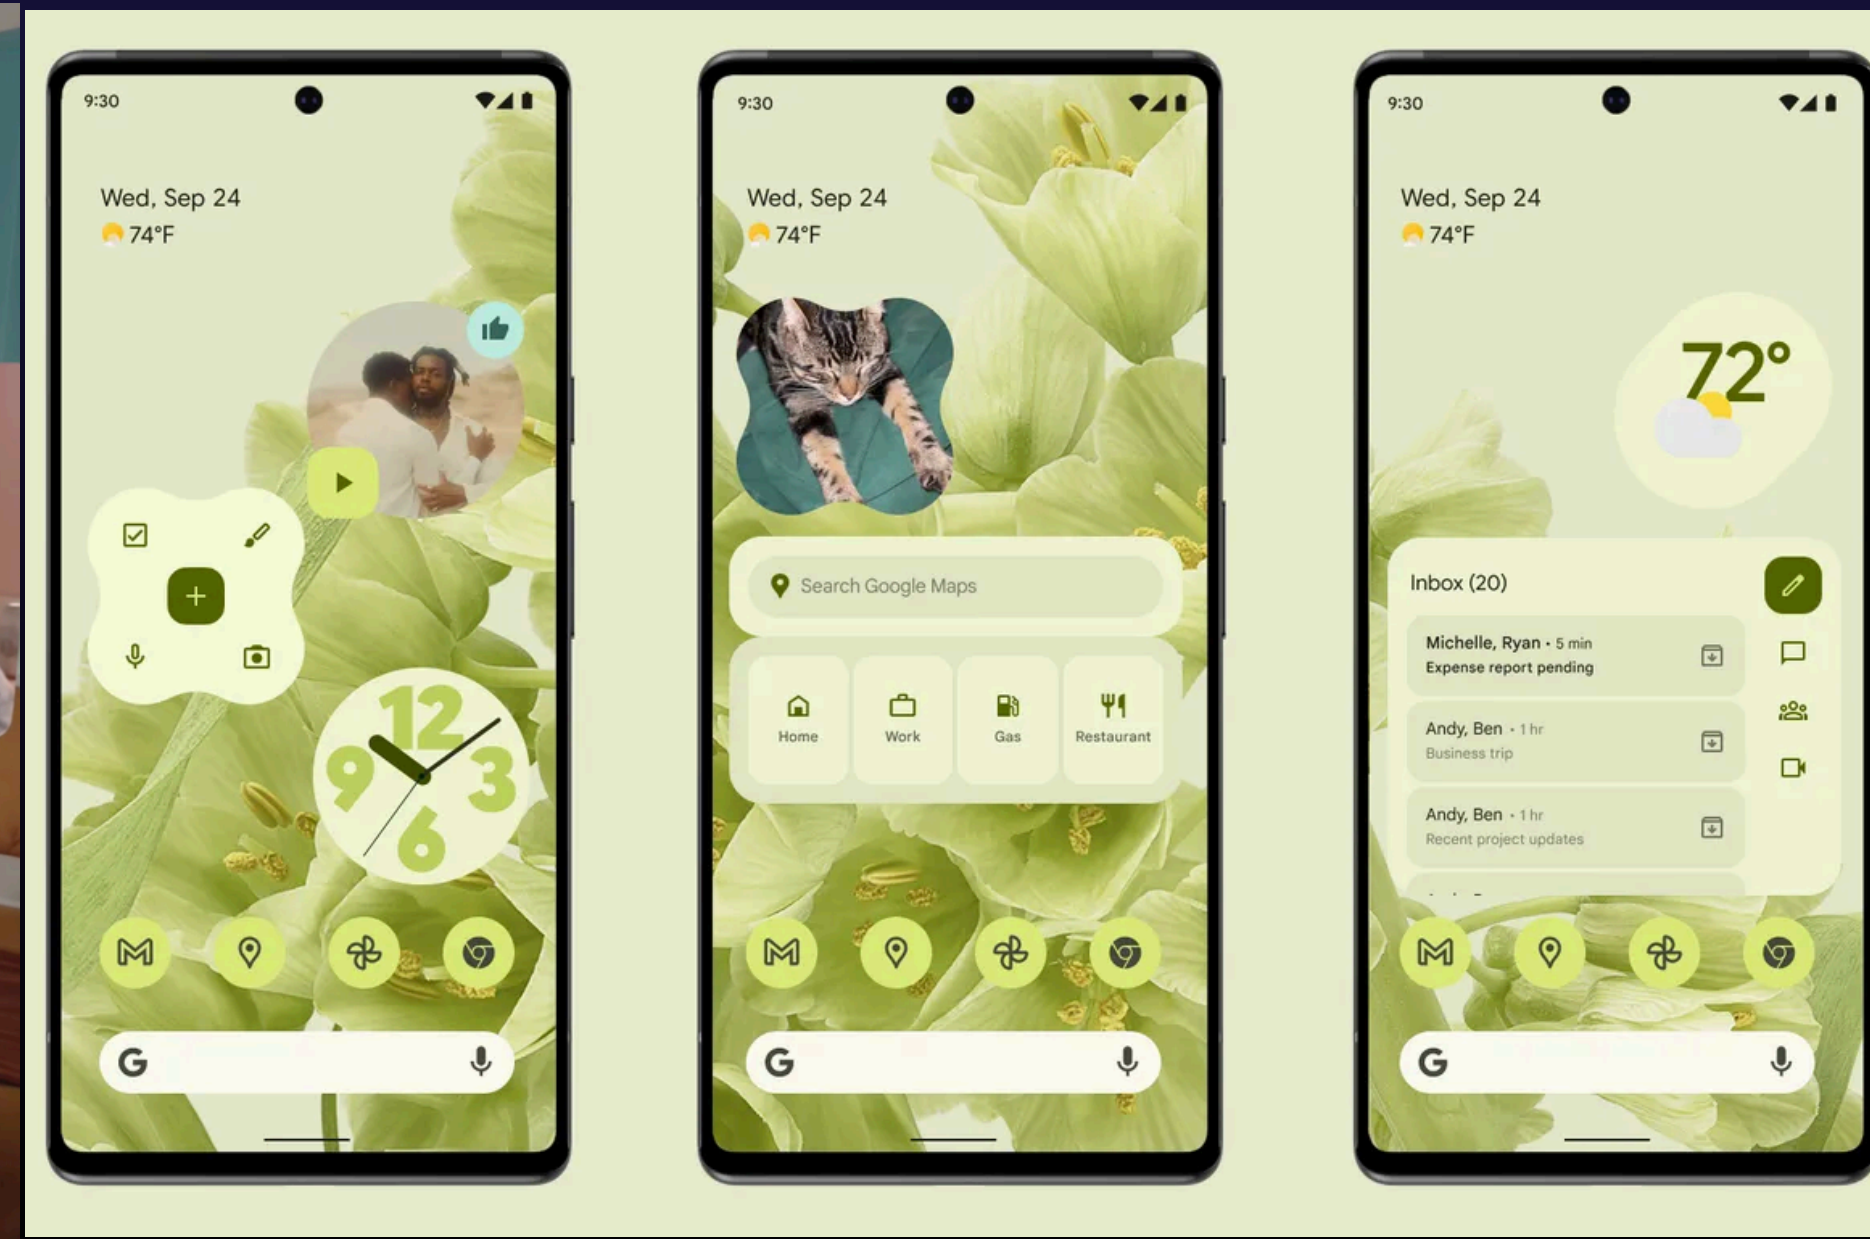 9:30
Wed, Sep 24
74°F
12
9
3
6
G
9:30
Wed, Sep 24
74°F
Search Google Maps
Home
Work
Gas
Restaurant
G
9:30
Wed, Sep 24
74°F
72°
Inbox (20)
Michelle, Ryan • 5 min
Expense report pending
Andy, Ben • 1 hr
Business trip
Andy, Ben • 1 hr
Recent project updates
G